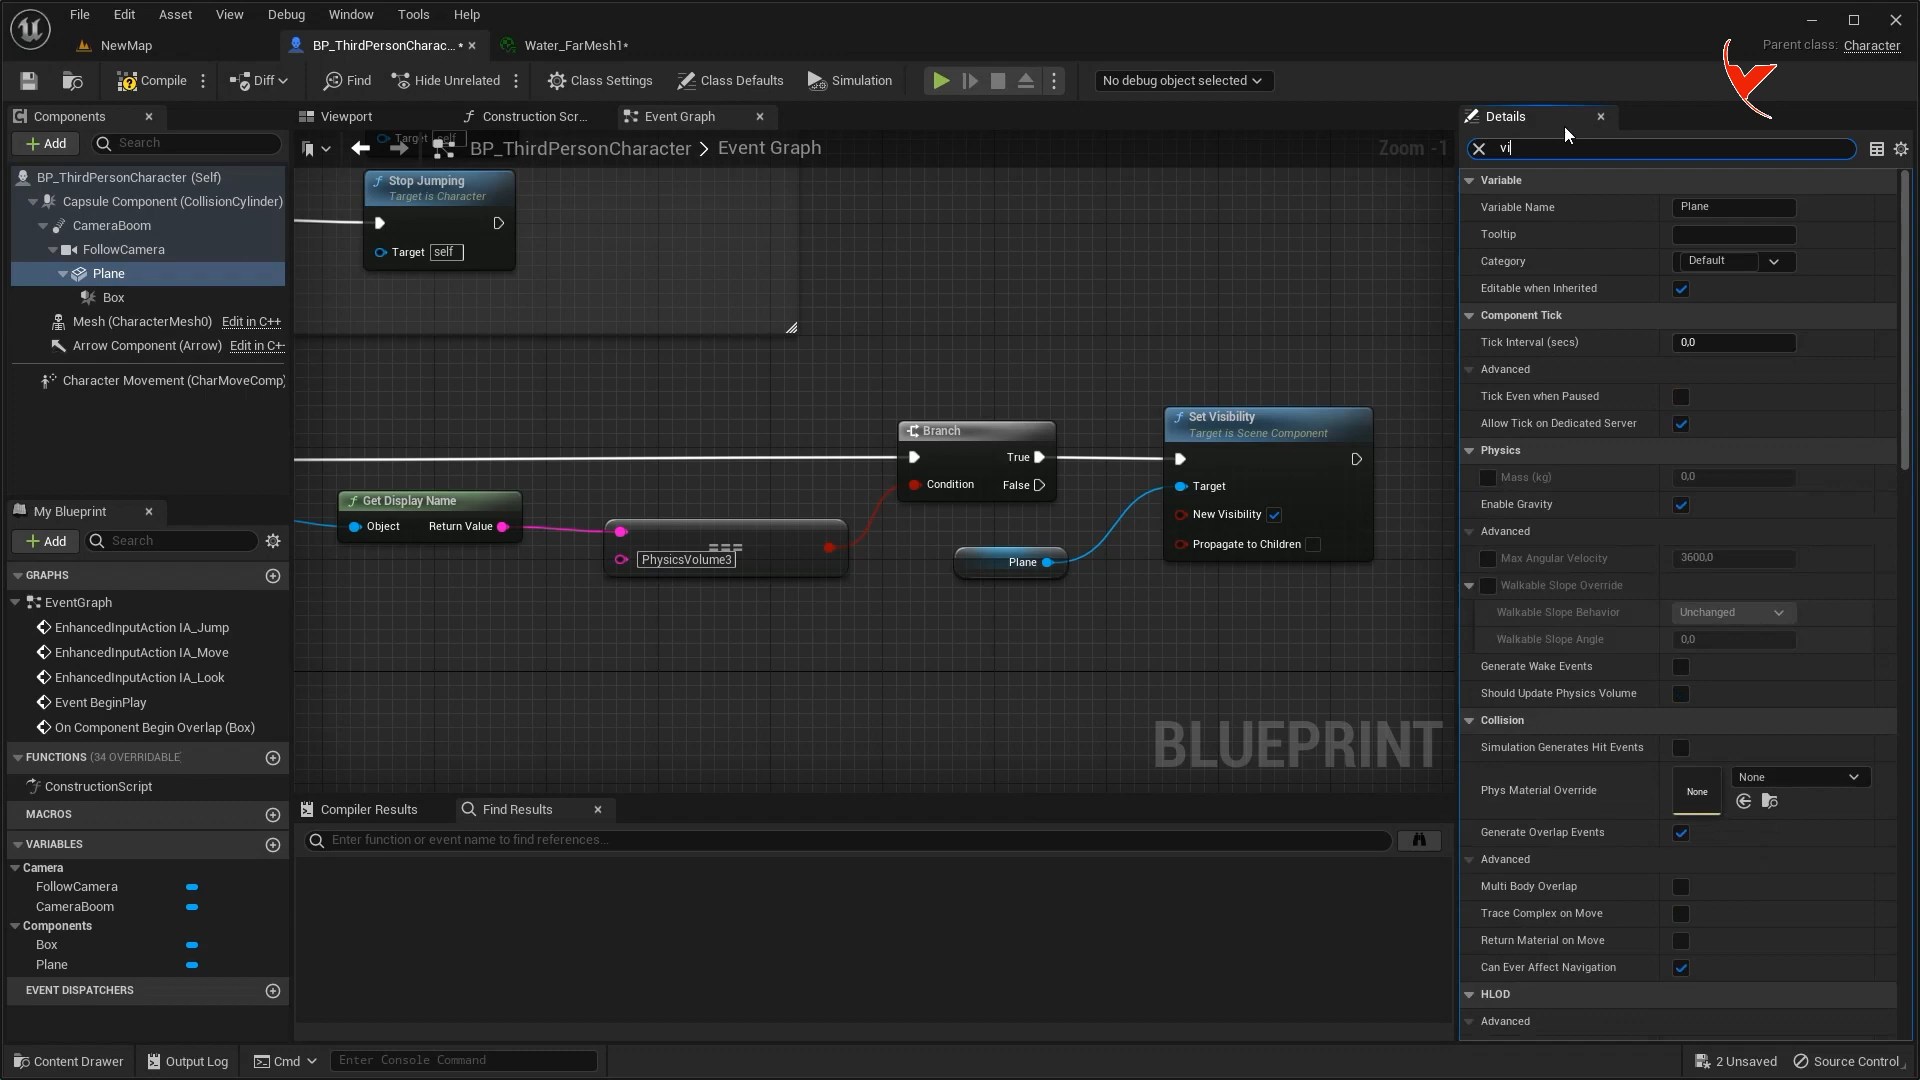 File Edit Asset View Debug Window Tools Help
NewMap BP_ThirdPersonCharac...* Water_FarMesh1*
Parent class: Character
Compile Diff Find Hide Unrelated Class Settings Class Defaults Simulation No debug object selected
Components
Add Search
BP_ThirdPersonCharacter (Self)
Capsule Component (CollisionCylinder)
CameraBoom
FollowCamera
Plane
Box
Mesh (CharacterMesh0) Edit in C++
Arrow Component (Arrow) Edit in C+
Character Movement (CharMoveComp)
My Blueprint
Add Search
GRAPHS
EventGraph
EnhancedInputAction IA_Jump
EnhancedInputAction IA_Move
EnhancedInputAction IA_Look
Event BeginPlay
On Component Begin Overlap (Box)
FUNCTIONS (34 OVERRIDABLE
ConstructionScript
MACROS
VARIABLES
Camera
FollowCamera
CameraBoom
Components
Box
Plane
EVENT DISPATCHERS
Viewport Construction Scr... Event Graph
Target self
BP_ThirdPersonCharacter > Event Graph Zoom -1
Stop Jumping
Target is Character
Target self
Get Display Name
Object Return Value
===
PhysicsVolume3
Branch
True
Condition False
Plane
Set Visibility
Target is Scene Component
Target
New Visibility
Propagate to Children
BLUEPRINT
Compiler Results Find Results
Enter function or event name to find references...
Details
vi
Variable
Variable Name Plane
Tooltip
Category Default
Editable when Inherited
Component Tick
Tick Interval (secs) 0,0
Advanced
Tick Even when Paused
Allow Tick on Dedicated Server
Physics
Mass (kg) 0,0
Enable Gravity
Advanced
Max Angular Velocity 3600,0
Walkable Slope Override
Walkable Slope Behavior Unchanged
Walkable Slope Angle 0,0
Generate Wake Events
Should Update Physics Volume
Collision
Simulation Generates Hit Events
Phys Material Override None None
Generate Overlap Events
Advanced
Multi Body Overlap
Trace Complex on Move
Return Material on Move
Can Ever Affect Navigation
HLOD
Advanced
Content Drawer Output Log Cmd Enter Console Command 2 Unsaved Source Control